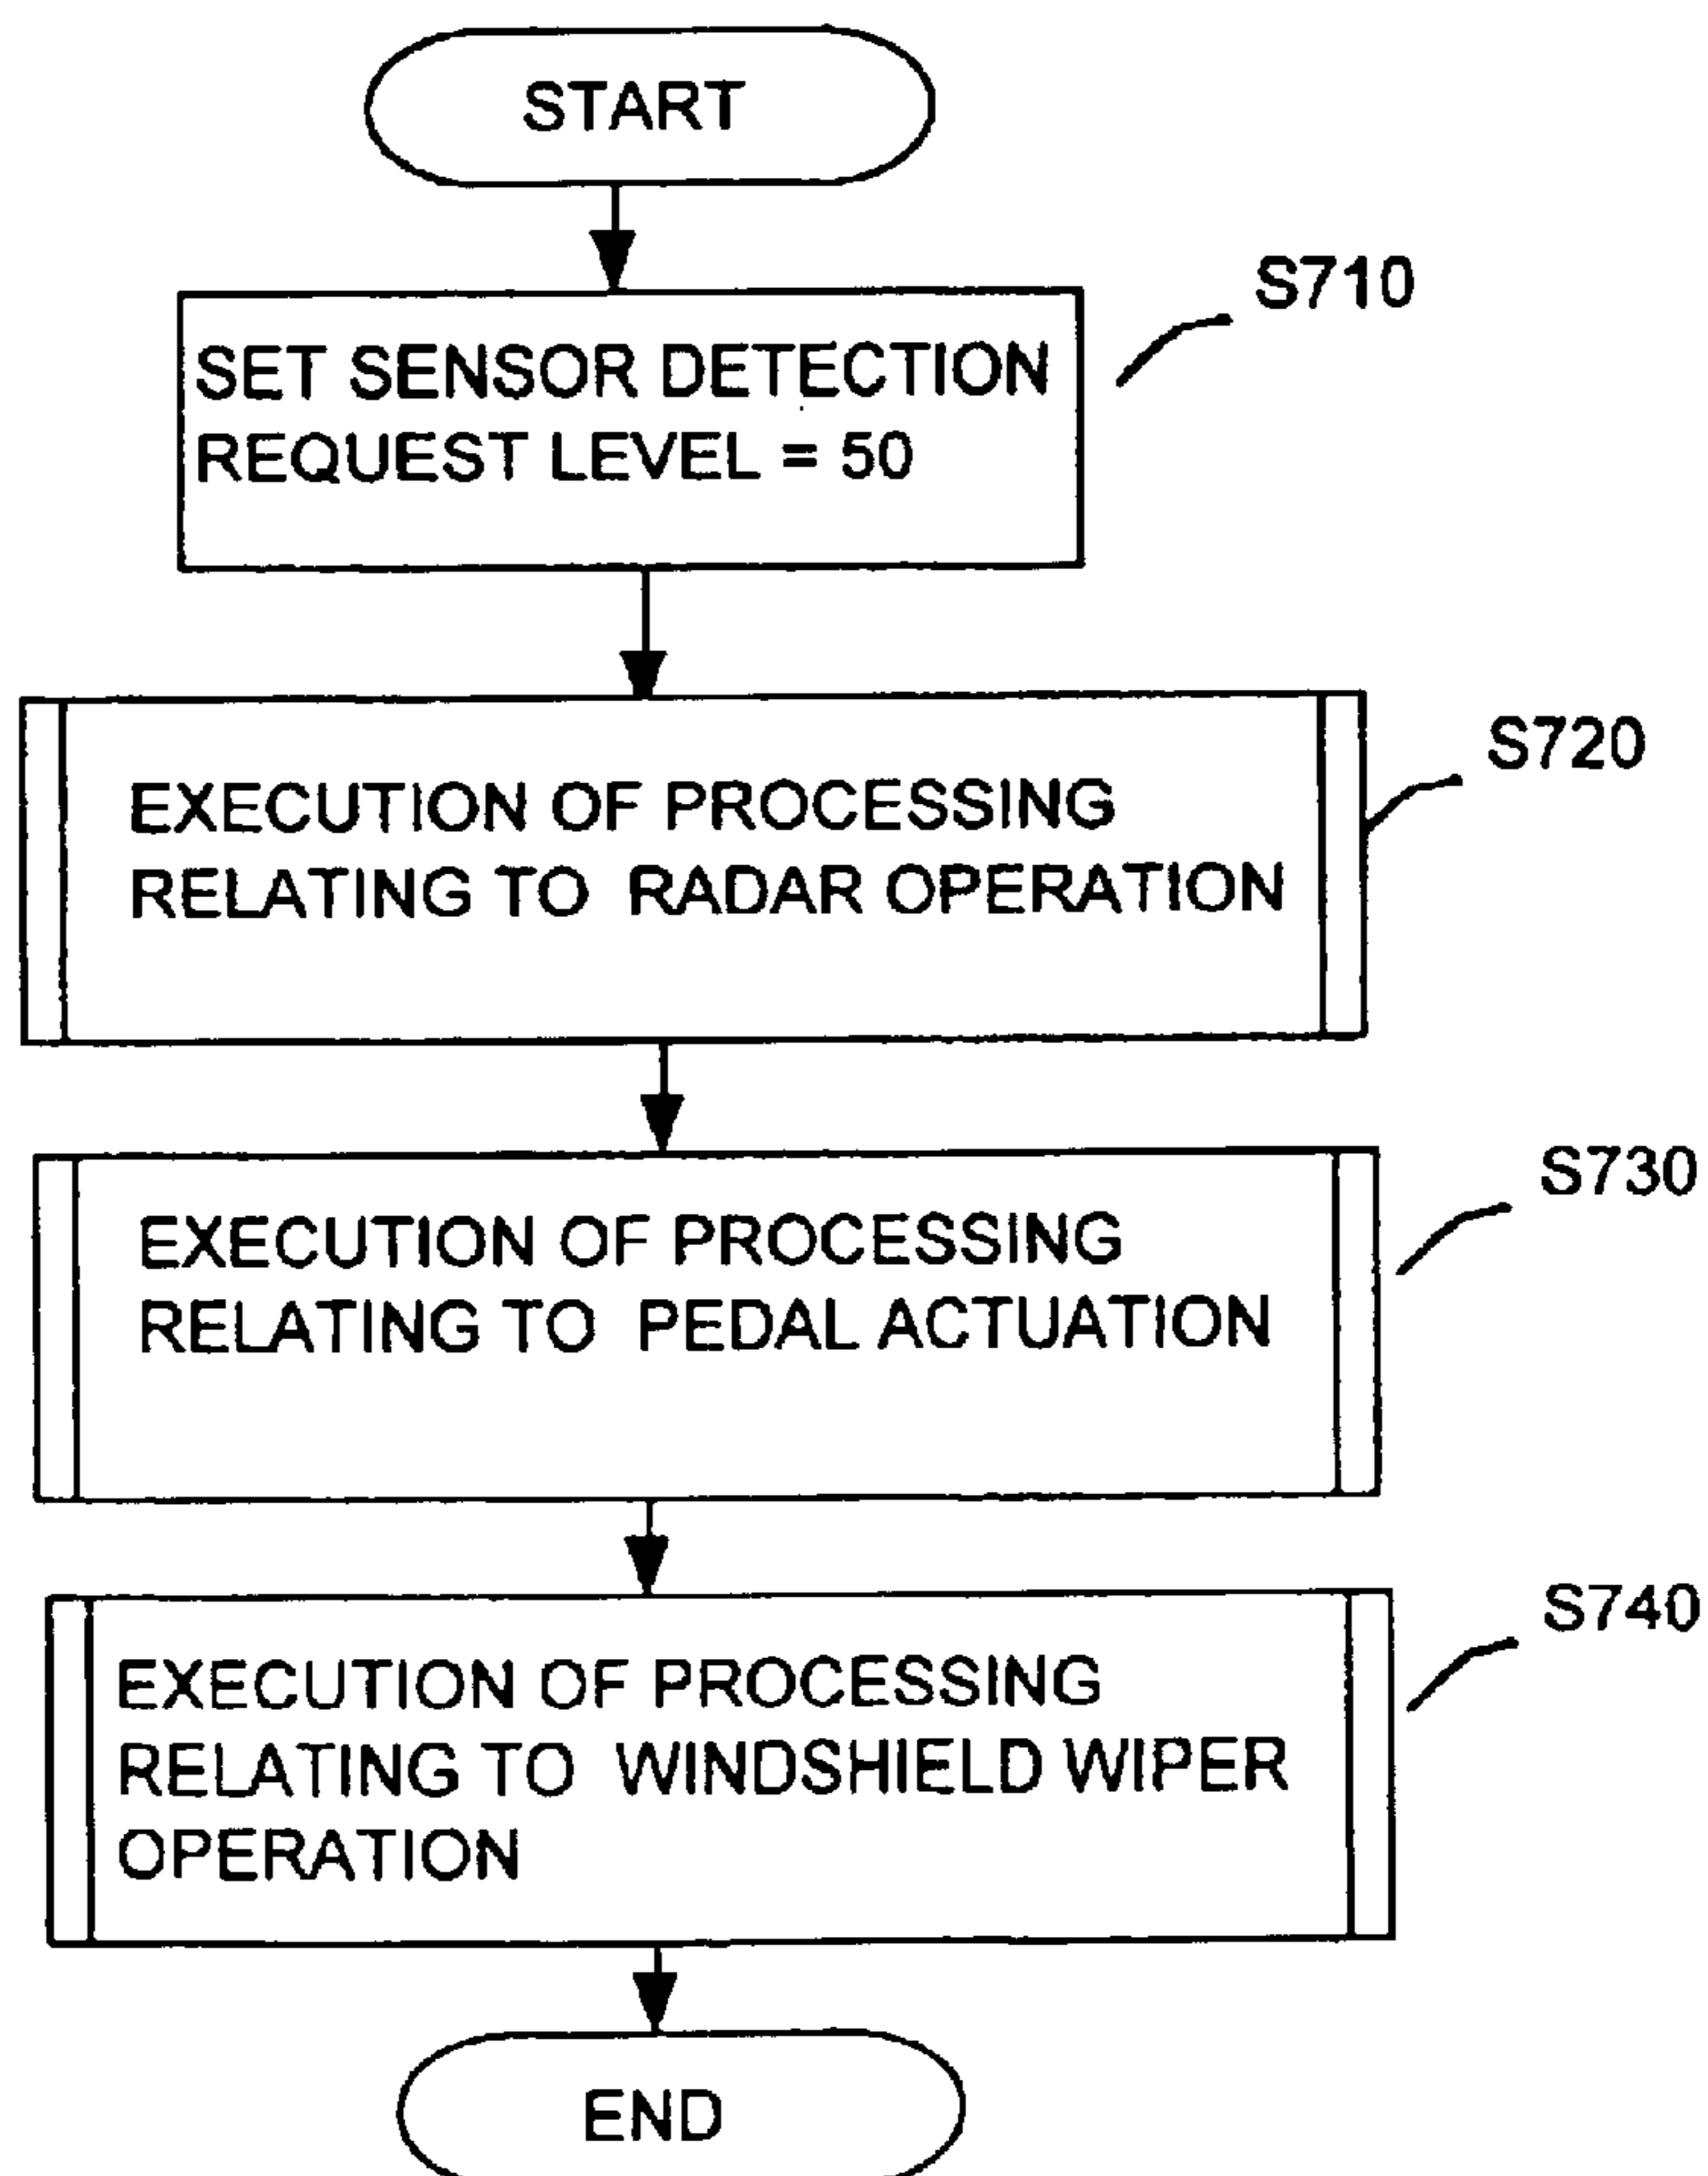 START
S710
SET SENSOR DETECTION
REQUEST LEVEL = 50
S720
EXECUTION OF PROCESSING
RELATING TO RADAR OPERATION
S730
EXECUTION OF PROCESSING
RELATING TO PEDAL ACTUATION
S740
EXECUTION OF PROCESSING
RELATING TO WINDSHIELD WIPER
OPERATION
END